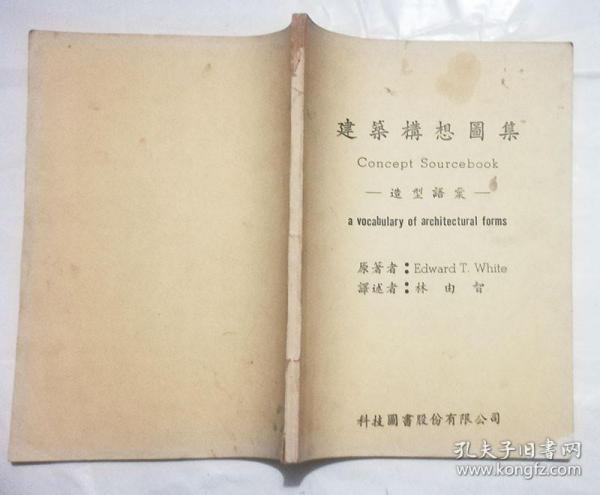 建築構想圖集
Concept Sourcebook
—造型語彙—
a vocabulary of architectural forms
原著者：Edward T. White
譯述者：林由智
科技圖書股份有限公司
孔夫子旧书网
www.kongfz.com